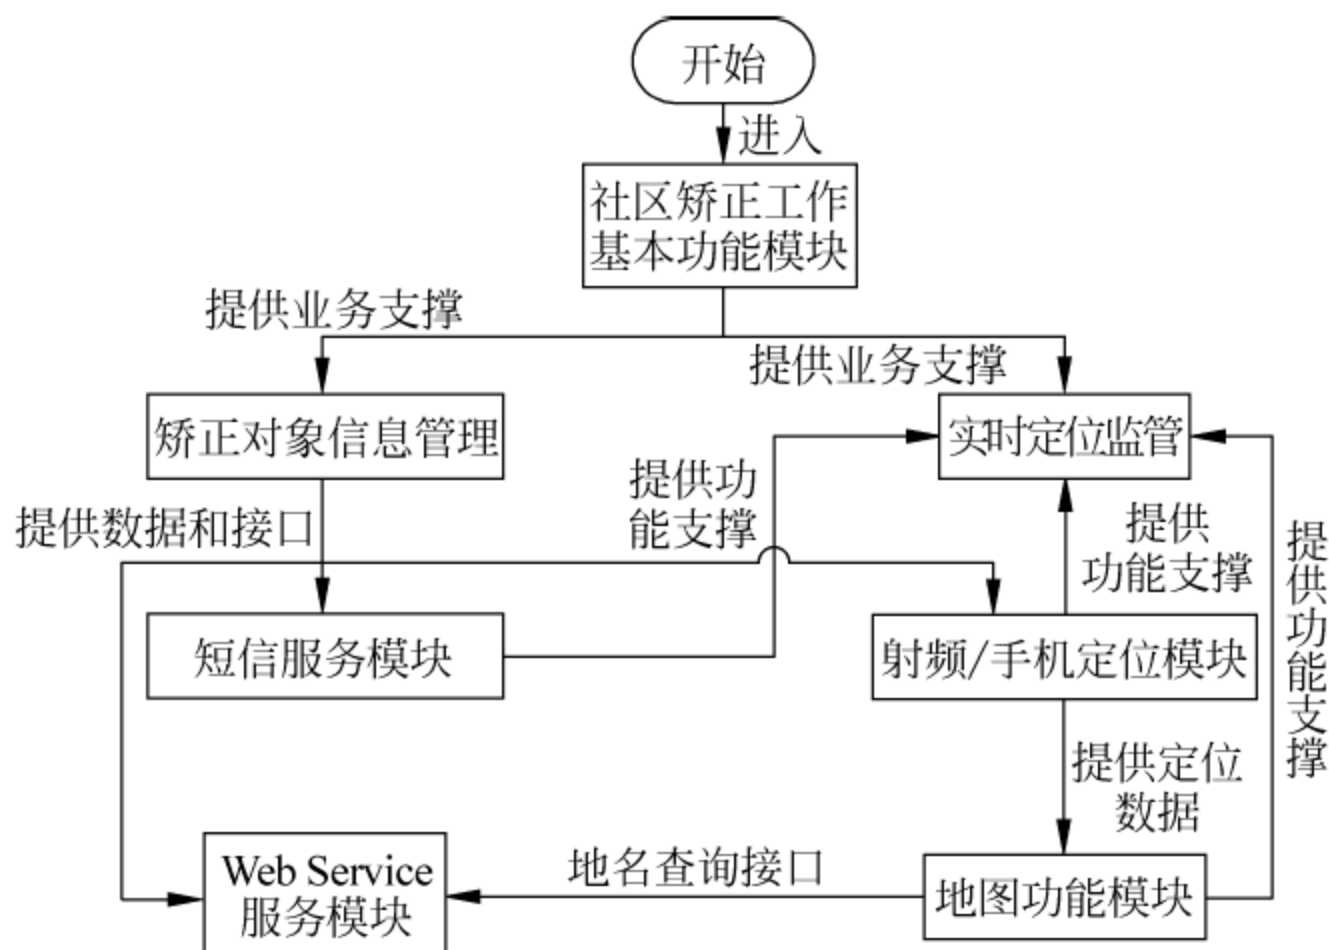 开始
进入
社区矫正工作
基本功能模块
提供业务支撑
提供业务支撑
矫正对象信息管理
实时定位监管
提供数据和接口
提供功
能支撑
提供
功能支撑
提供功能支撑
短信服务模块
射频/手机定位模块
提供定位
数据
Web Service
服务模块
地名查询接口
地图功能模块